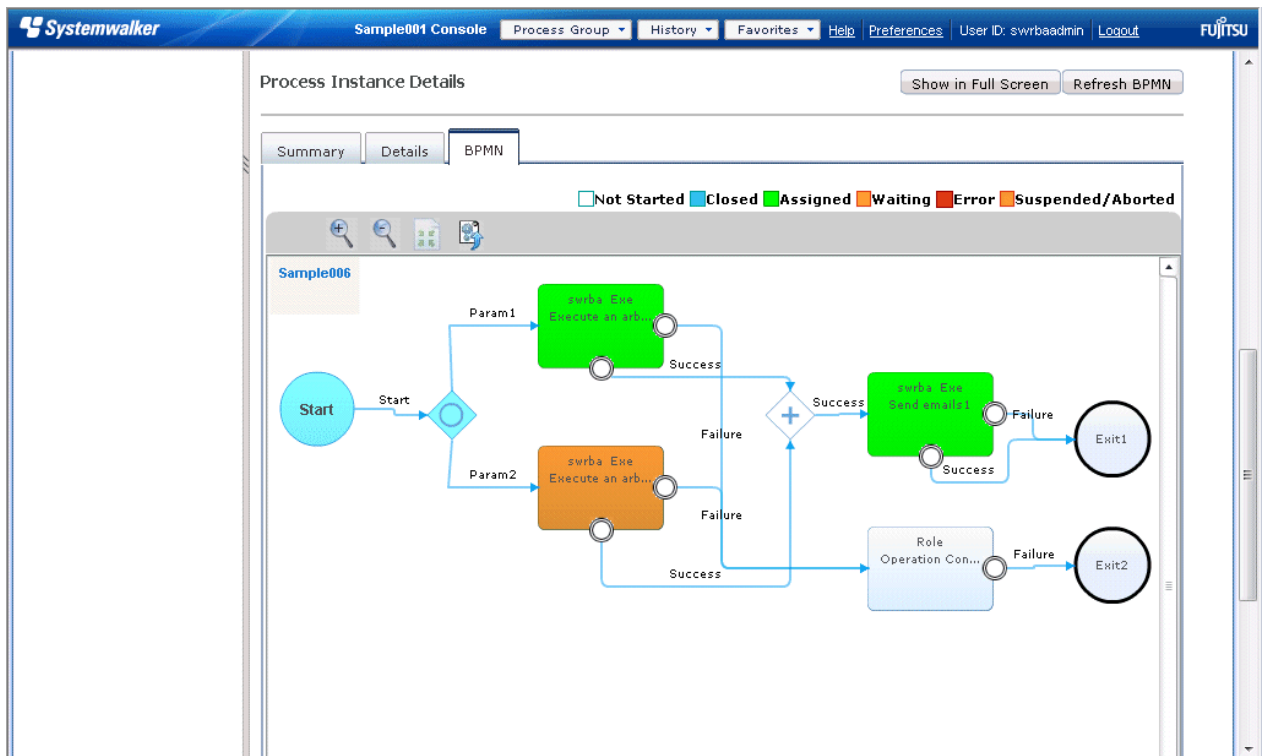 Systemwalker Sample001 Console Process Group History Favorites Help Preferences User ID: swrbaadmin Logout FUJITSU
Process Instance Details
Show in Full Screen Refresh BPMN
Summary Details BPMN
Not Started Closed Assigned Waiting Error Suspended/Aborted
Sample006
Start
Start
Param1
swrba Exe
Execute an arb...
Success
Failure
Param2
swrba Exe
Execute an arb...
Failure
Success
Success
swrba Exe
Send emails1
Failure
Success
Exit1
Role
Operation Con...
Failure
Exit2